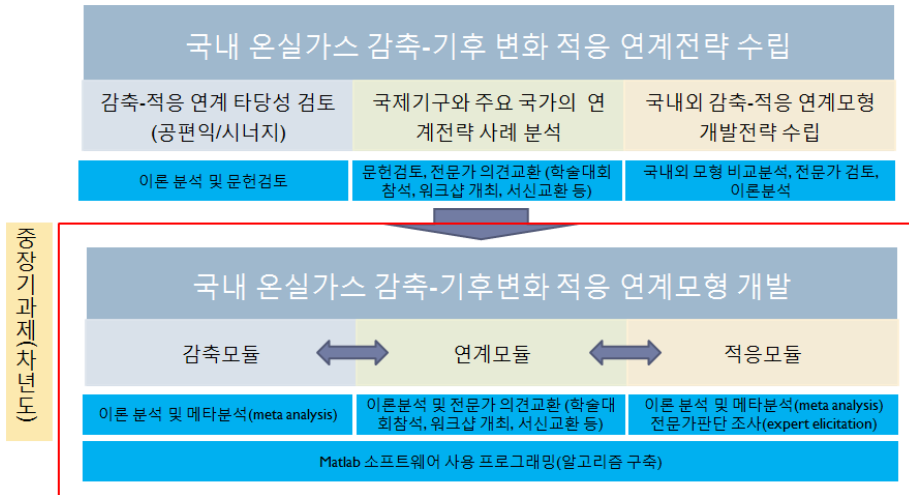 국내 온실가스 감축-기후 변화 적응 연계전략 수립
감축-적응 연계 타당성 검토
(공편익/시너지)
국제기구와 주요 국가의 연
계전략 사례 분석
국내외 감축-적응 연계모형
개발전략 수립
이론 분석 및 문헌검토
문헌검토, 전문가 의견교환 (학술대회
참석, 워크샵 개최, 서신교환 등)
국내외 모형 비교분석, 전문가 검토,
이론분석
중장기과제(차년도)
국내 온실가스 감축-기후변화 적응 연계모형 개발
감축모듈
연계모듈
적응모듈
이론 분석 및 메타분석(meta analysis)
이론분석 및 전문가 의견교환 (학술대
회참석, 워크샵 개최, 서신교환 등)
이론 분석 및 메타분석(meta analysis)
전문가판단 조사(expert elicitation)
Matlab 소프트웨어 사용 프로그래밍(알고리즘 구축)